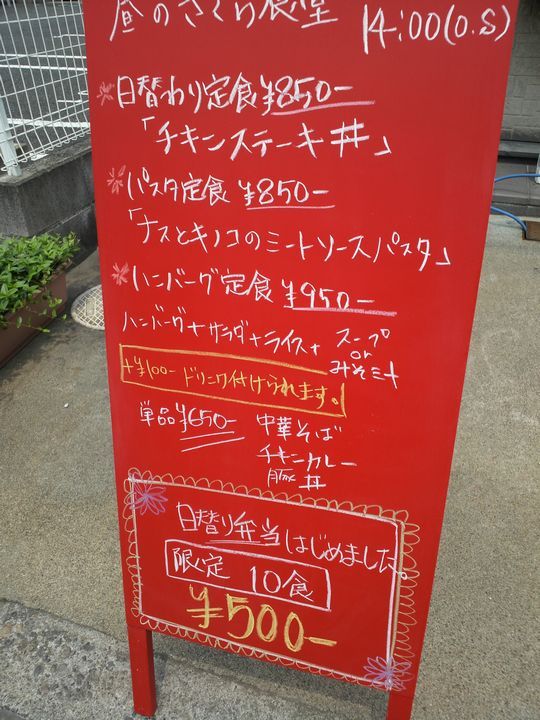 昼のさくら食堂
14:00(O.S)
日替わり定食¥850-
「チキンステーキ丼」
パスタ定食 ¥850-
「ナスとキノコのミートソースパスタ」
ハンバーグ定食 ¥950-
ハンバーグ+サラダ+ライス+ スープ
or
みそ汁
+¥100- ドリンク付けられます。
単品¥650-
中華そば
チキンカレー
豚丼
日替り弁当はじめました。
限定 10食
¥500-